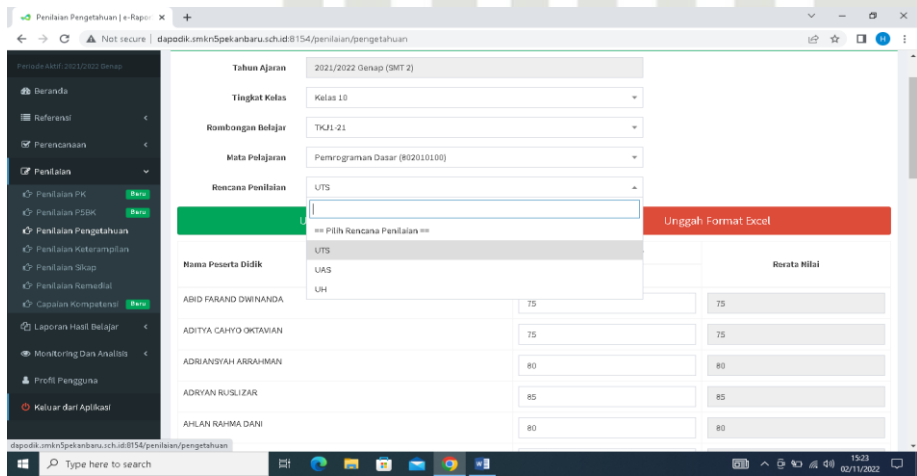 Penilaian Pengetahuan | e-Rapor
Not secure | dapodik.smkn5pekanbaru.sch.id:8154/penilaian/pengetahuan
H
Periode Aktif: 2021/2022 Genap
Beranda
Referensi
Perencanaan
Penilaian
Penilaian PK Baru
Penilaian PSBK Baru
Penilaian Pengetahuan
Penilaian Keterampilan
Penilaian Sikap
Penilaian Remedial
Capaian Kompetensi Baru
Laporan Hasil Belajar
Monitoring Dan Analisis
Profil Pengguna
Keluar dari Aplikasi
Tahun Ajaran 2021/2022 Genap (SMT 2)
Tingkat Kelas Kelas 10
Rombongan Belajar TKJ1-21
Mata Pelajaran Pemrograman Dasar (802010100)
Rencana Penilaian UTS
== Pilih Rencana Penilaian ==
UTS
UAS
UH
Unggah Format Excel
Nama Peserta Didik Rerata Nilai
ABID FARAND DWINANDA 75 75
ADITYA CAHYO OKTAVIAN 75 75
ADRIANSYAH ARRAHMAN 80 80
ADRYAN RUSLIZAR 85 85
AHLAN RAHMA DANI 80 80
dapodik.smkn5pekanbaru.sch.id:8154/penilaian/pengetahuan
Type here to search
15:23
02/11/2022